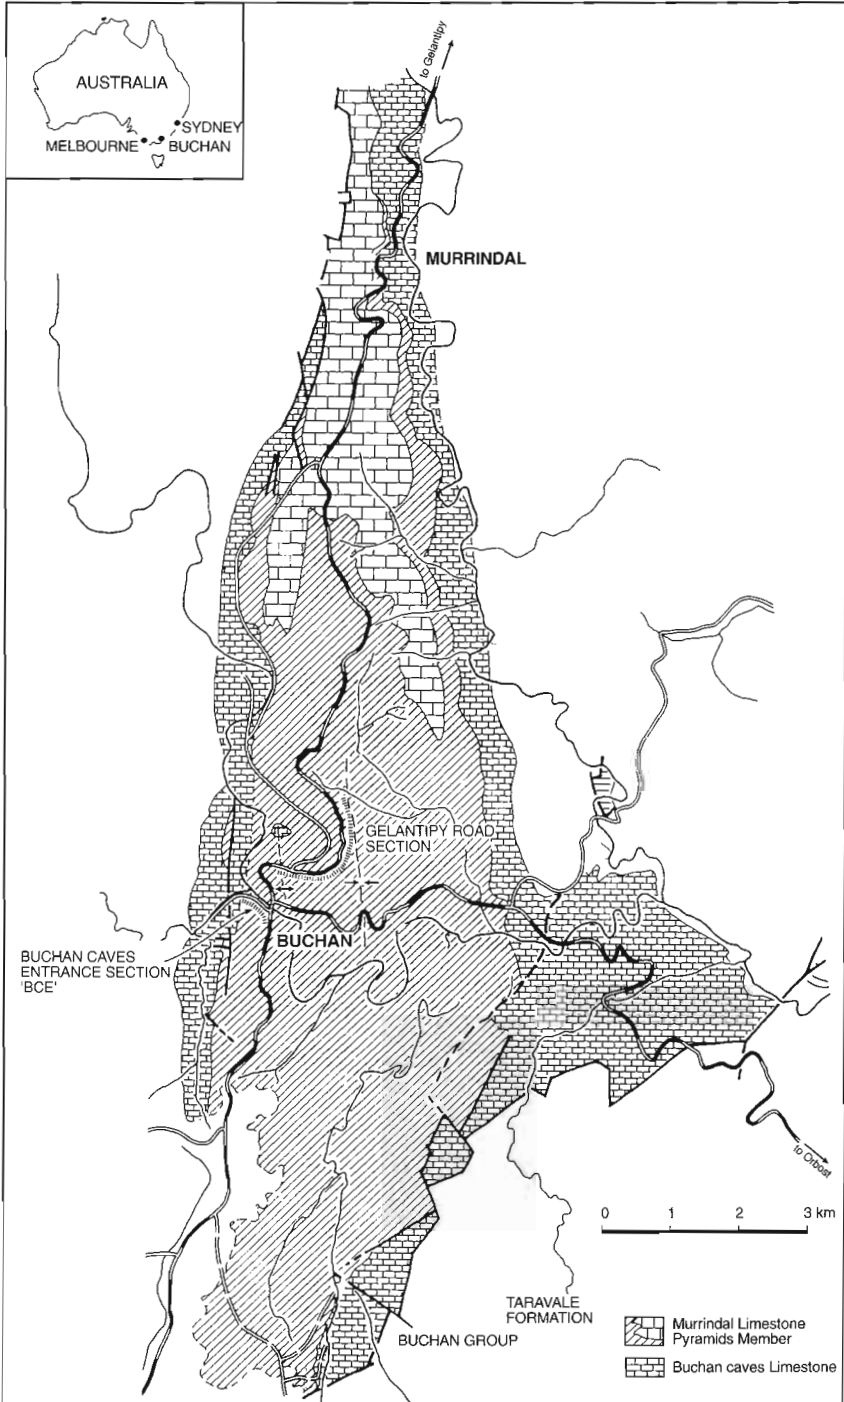 AUSTRALIA
SYDNEY
MELBOURNE
BUCHAN
to Gelantipy
MURRINDAL
GELANTIPY ROAD
SECTION
BUCHAN
BUCHAN CAVES
ENTRANCE SECTION
'BCE'
to Orbost
0 1 2 3 km
TARAVALE
FORMATION
BUCHAN GROUP
Murrindal Limestone
Pyramids Member
Buchan caves Limestone